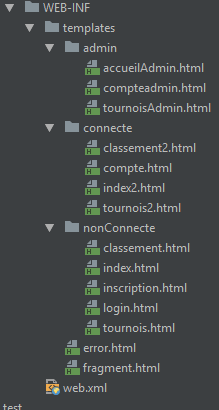 WEB-INF
templates
admin
accueilAdmin.html
compteadmin.html
tournoisAdmin.html
connecte
classement2.html
compte.html
index2.html
tournois2.html
nonConnecte
classement.html
index.html
inscription.html
login.html
tournois.html
error.html
fragment.html
web.xml
test